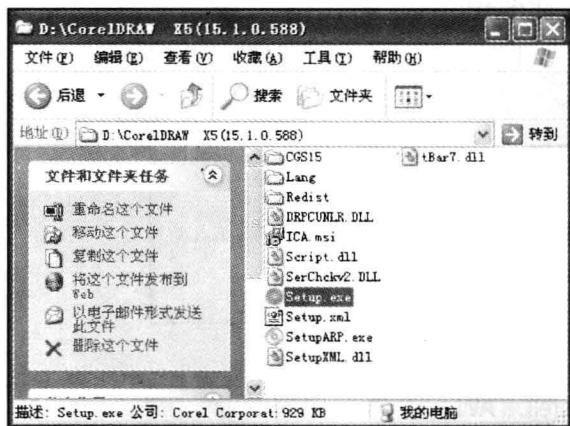 D:\CorelDRAW X5(15.1.0.588)
文件(F) 编辑(E) 查看(V) 收藏(A) 工具(T) 帮助(H)
后退 搜索 文件夹
地址(D) D:\CorelDRAW X5(15.1.0.588) 转到
文件和文件夹任务
重命名这个文件
移动这个文件
复制这个文件
将这个文件发布到
Web
以电子邮件形式发送
此文件
删除这个文件
CGS15
Lang
Redist
DRPCUNLR.DLL
ICA.msi
Script.dll
SerChckv2.DLL
Setup.exe
Setup.xml
SetupARP.exe
SetupXML.dll
tBar7.dll
描述: Setup.exe 公司: Corel Corporat: 929 KB 我的电脑